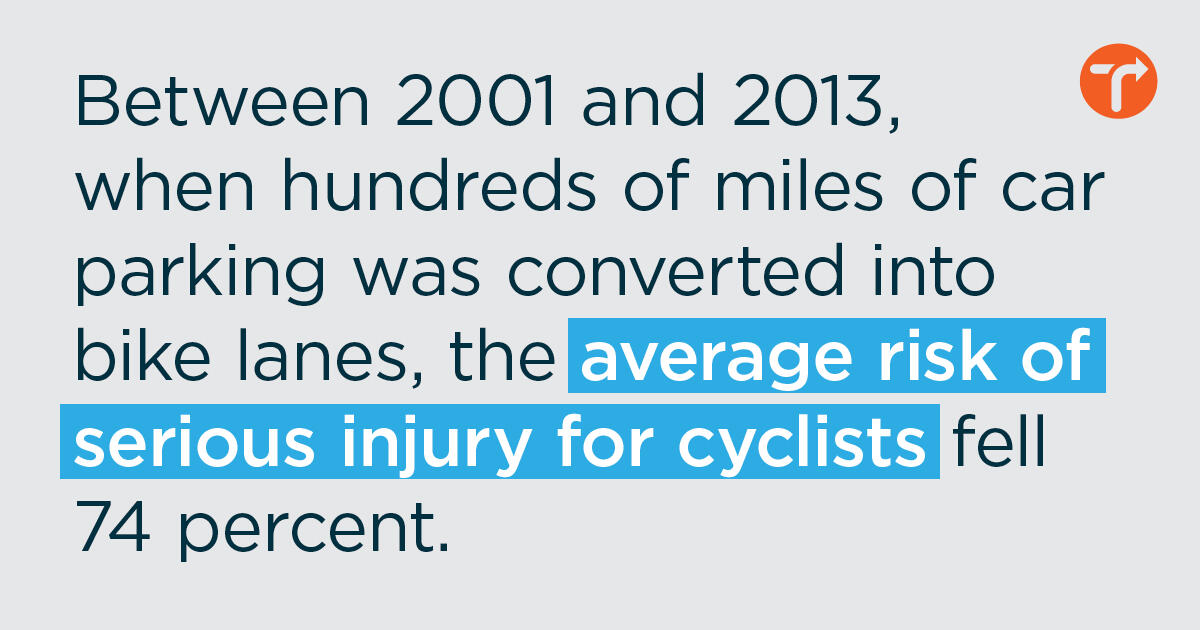 Between 2001 and 2013,
when hundreds of miles of car
parking was converted into
bike lanes, the average risk of
serious injury for cyclists fell
74 percent.